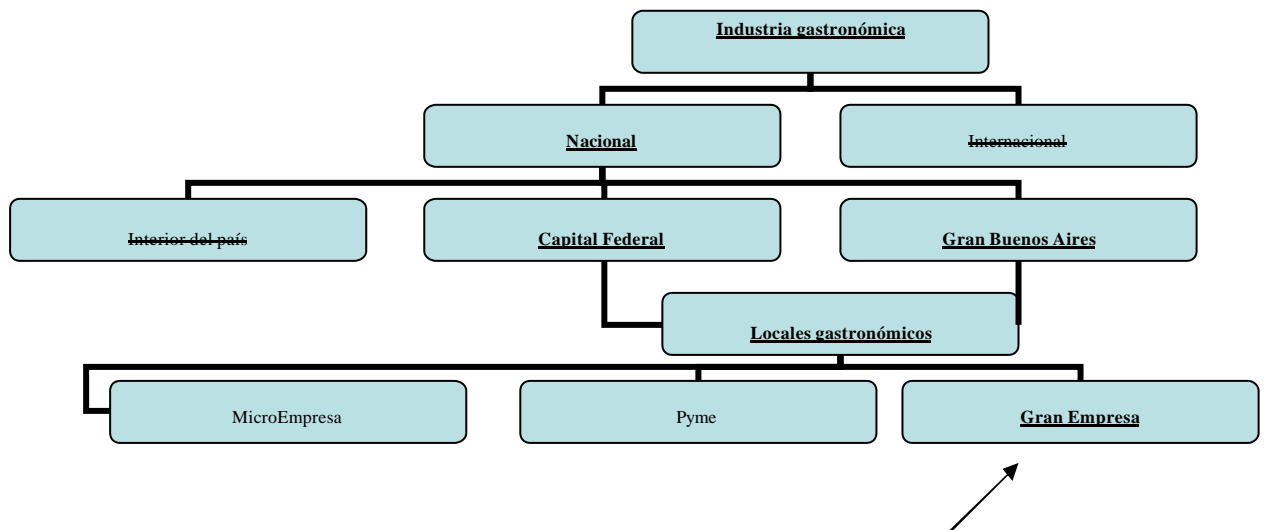 Industria gastronómica
Nacional
Internacional
Interior del país
Capital Federal
Gran Buenos Aires
Locales gastronómicos
MicroEmpresa
Pyme
Gran Empresa